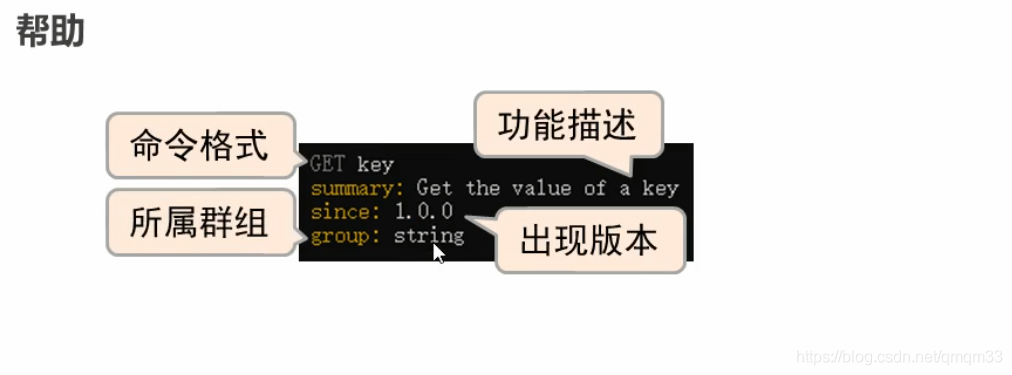 帮助
命令格式
功能描述
GET key
summary: Get the value of a key
since: 1.0.0
group: string
所属群组
出现版本
https://blog.csdn.net/qmqm33